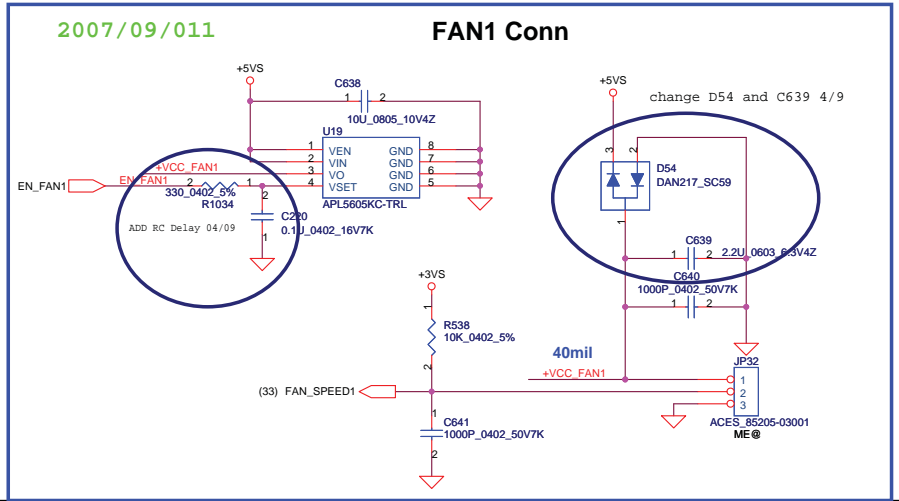 2007/09/011
FAN1 Conn
+5VS
C638
1 2
10U_0805_10V4Z
U19
1 VEN GND 8
2 VIN GND 7
3 VO GND 6
4 VSET GND 5
APL5605KC-TRL
+VCC_FAN1
EN_FAN1
EN_FAN1
2 1
330_0402_5%
R1034
2
C220
0.1U_0402_16V7K
1
ADD RC Delay 04/09
+5VS
change D54 and C639 4/9
3 2
D54
DAN217_SC59
1
C639
1 2
2.2U_0603_6.3V4Z
C640
1000P_0402_50V7K
1 2
+3VS
1
R538
10K_0402_5%
2
40mil
+VCC_FAN1
(33) FAN_SPEED1
1
C641
1000P_0402_50V7K
2
JP32
1
2
3
ACES_85205-03001
ME@